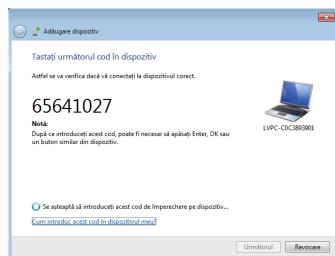 Adăugare dispozitiv
Tastați următorul cod în dispozitiv
Astfel se va verifica dacă vă conectați la dispozitivul corect.
65641027
Notă:
După ce introduceți acest cod, poate fi necesar să apăsați Enter, OK sau
un buton similar din dispozitiv.
LVPC-CDC3893901
Se așteaptă să introduceți acest cod de împerechere pe dispozitiv...
Cum introduc acest cod în dispozitivul meu?
Următorul
Revocare